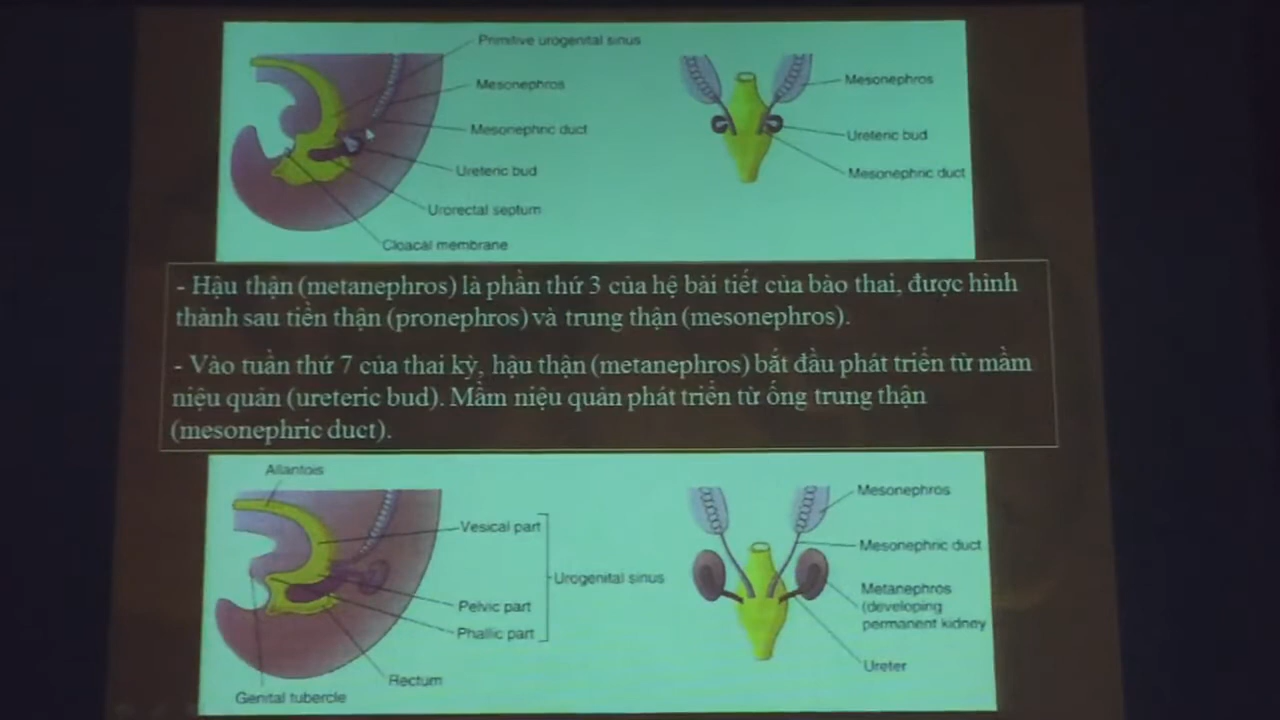 Primitive urogenital sinus
Mesonephros
Mesonephric duct
Ureteric bud
Urorectal septum
Cloacal membrane
Mesonephros
Ureteric bud
Mesonephric duct
- Hậu thận (metanephros) là phần thứ 3 của hệ bài tiết của bào thai, được hình
thành sau tiền thận (pronephros) và trung thận (mesonephros).
- Vào tuần thứ 7 của thai kỳ, hậu thận (metanephros) bắt đầu phát triển từ mầm
niệu quản (ureteric bud). Mầm niệu quản phát triển từ ống trung thận
(mesonephric duct).
Allantois
Vesical part
Urogenital sinus
Pelvic part
Phallic part
Rectum
Genital tubercle
Mesonephros
Mesonephric duct
Metanephros
(developing
permanent kidney
Ureter